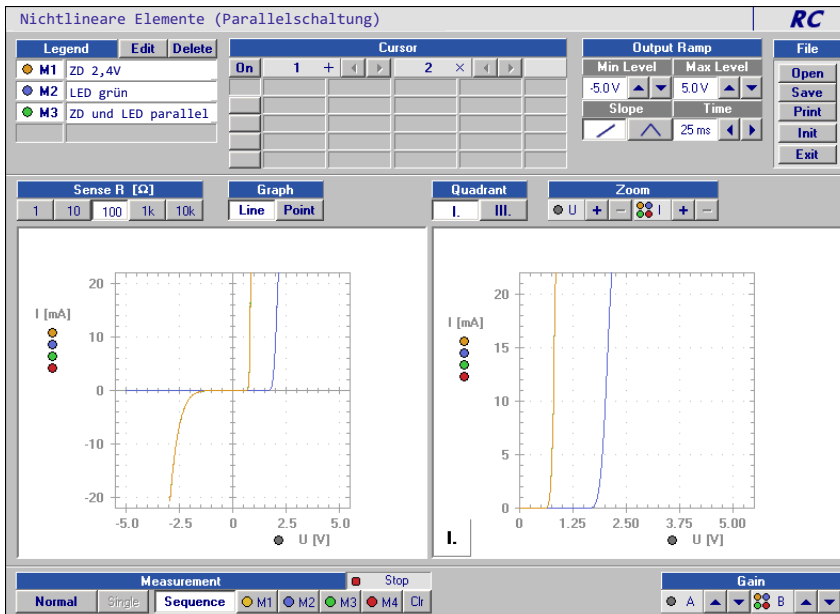 Nichtlineare Elemente (Parallelschaltung) RC
Legend Edit Delete
M1 ZD 2,4V
M2 LED grün
M3 ZD und LED parallel
Cursor
On 1 + 2 ×
Output Ramp
Min Level Max Level
-5.0 V 5.0 V
Slope Time
25 ms
File
Open
Save
Print
Init
Exit
Sense R [Ω]
1 10 100 1k 10k
Graph
Line Point
Quadrant
I. III.
Zoom
U + − I + −
I [mA]
20
10
0
-10
-20
-5.0 -2.5 0 2.5 5.0
U [V]
I [mA]
20
15
10
5
0
0 1.25 2.50 3.75 5.00
U [V]
I.
Measurement Stop
Normal Single Sequence M1 M2 M3 M4 Clr
Gain
A B